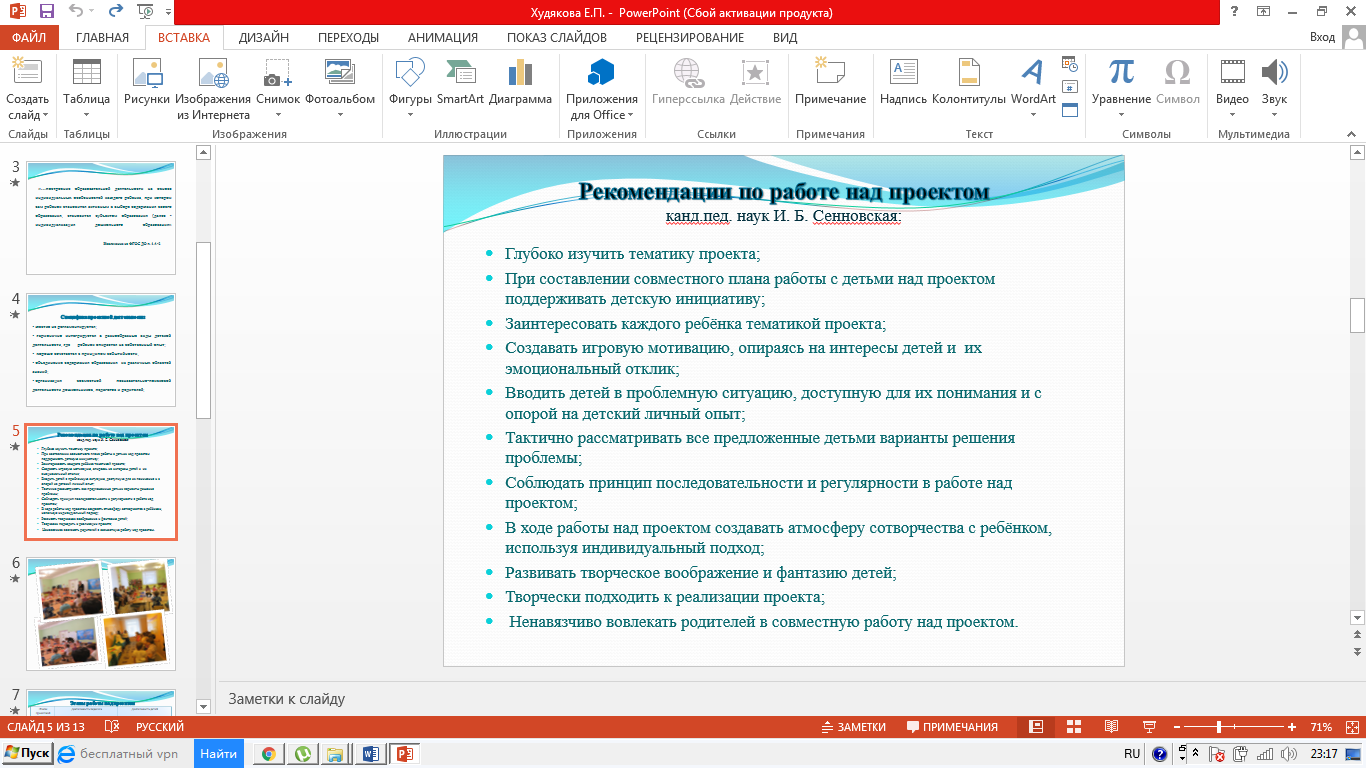 Худякова Е.П. - PowerPoint (Сбой активации продукта)
ФАЙЛ ГЛАВНАЯ ВСТАВКА ДИЗАЙН ПЕРЕХОДЫ АНИМАЦИЯ ПОКАЗ СЛАЙДОВ РЕЦЕНЗИРОВАНИЕ ВИД Вход
Создать слайд
Таблица
Рисунки
Изображения из Интернета
Снимок
Фотоальбом
Фигуры
SmartArt
Диаграмма
Приложения для Office
Гиперссылка
Действие
Примечание
Надпись
Колонтитулы
WordArt
Уравнение
Символ
Видео
Звук
Слайды Таблицы Изображения Иллюстрации Приложения Ссылки Примечания Текст Символы Мультимедиа
3
4
5
6
7
Рекомендации по работе над проектом
канд.пед. наук И. Б. Сенновская:
Глубоко изучить тематику проекта;
При составлении совместного плана работы с детьми над проектом
поддерживать детскую инициативу;
Заинтересовать каждого ребёнка тематикой проекта;
Создавать игровую мотивацию, опираясь на интересы детей и их
эмоциональный отклик;
Вводить детей в проблемную ситуацию, доступную для их понимания и с
опорой на детский личный опыт;
Тактично рассматривать все предложенные детьми варианты решения
проблемы;
Соблюдать принцип последовательности и регулярности в работе над
проектом;
В ходе работы над проектом создавать атмосферу сотворчества с ребёнком,
используя индивидуальный подход;
Развивать творческое воображение и фантазию детей;
Творчески подходить к реализации проекта;
Ненавязчиво вовлекать родителей в совместную работу над проектом.
Заметки к слайду
СЛАЙД 5 ИЗ 13 РУССКИЙ ЗАМЕТКИ ПРИМЕЧАНИЯ 71%
Пуск бесплатный vpn Найти RU 23:17